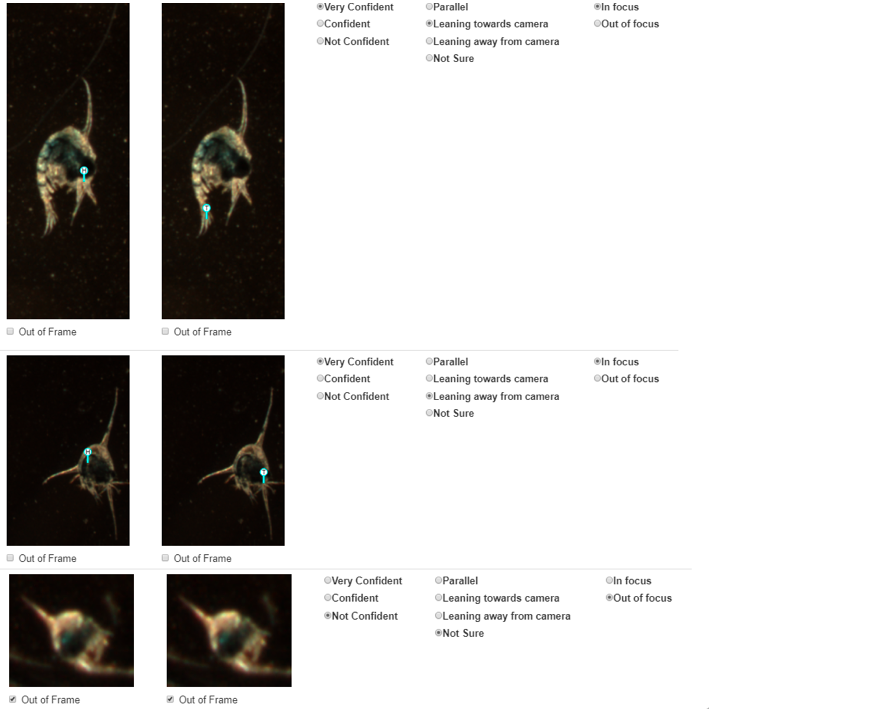 Very Confident Parallel In focus
Confident Leaning towards camera Out of focus
Not Confident Leaning away from camera
Not Sure
H
T
Out of Frame Out of Frame
Very Confident Parallel In focus
Confident Leaning towards camera Out of focus
Not Confident Leaning away from camera
Not Sure
H
T
Out of Frame Out of Frame
Very Confident Parallel In focus
Confident Leaning towards camera Out of focus
Not Confident Leaning away from camera
Not Sure
Out of Frame Out of Frame